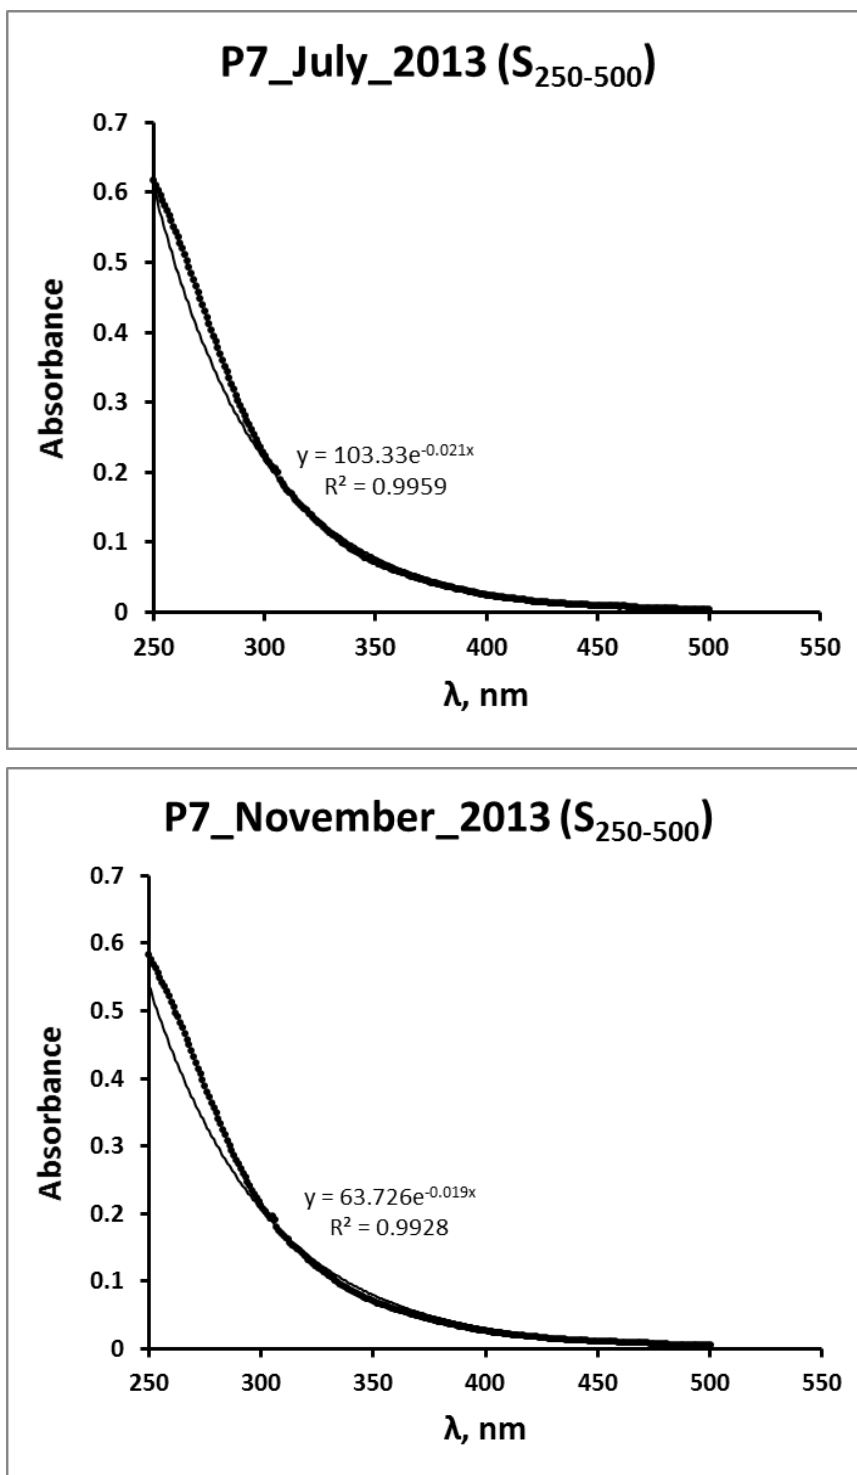 P7_July_2013 (S250-500)
0.7
0.6
0.5
0.4
0.3
0.2
0.1
0
Absorbance
y = 103.33e-0.021x
R² = 0.9959
250 300 350 400 450 500 550
λ, nm
P7_November_2013 (S250-500)
0.7
0.6
0.5
0.4
0.3
0.2
0.1
0
Absorbance
y = 63.726e-0.019x
R² = 0.9928
250 300 350 400 450 500 550
λ, nm